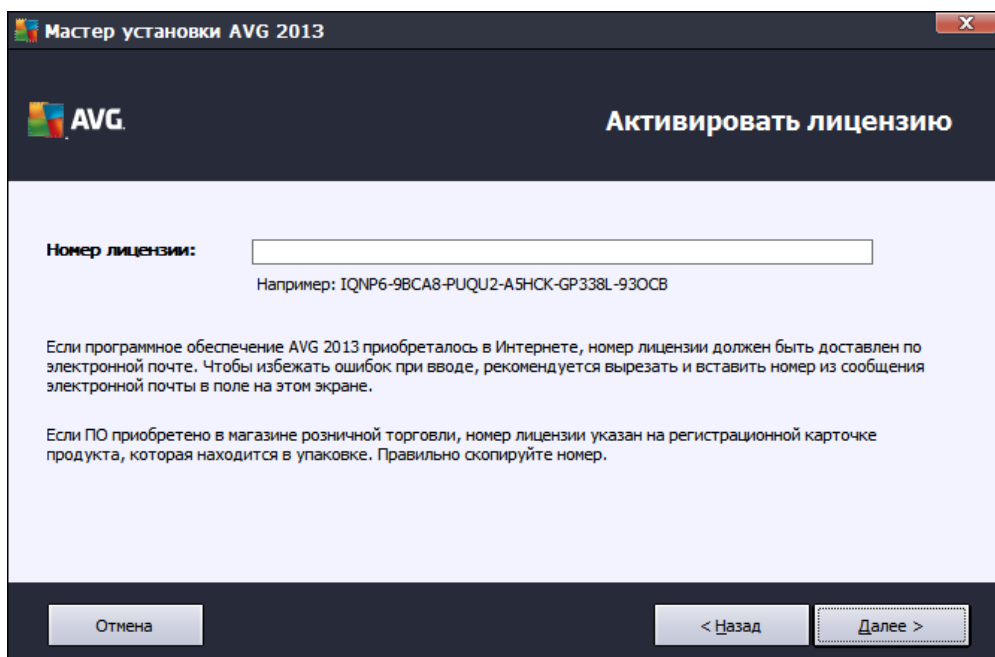 Мастер установки AVG 2013
X
AVG.
Активировать лицензию
Номер лицензии:
Например: IQNP6-9BCA8-PUQU2-A5HCK-GP338L-93OCB
Если программное обеспечение AVG 2013 приобреталось в Интернете, номер лицензии должен быть доставлен по
электронной почте. Чтобы избежать ошибок при вводе, рекомендуется вырезать и вставить номер из сообщения
электронной почты в поле на этом экране.
Если ПО приобретено в магазине розничной торговли, номер лицензии указан на регистрационной карточке
продукта, которая находится в упаковке. Правильно скопируйте номер.
Отмена
< Назад
Далее >